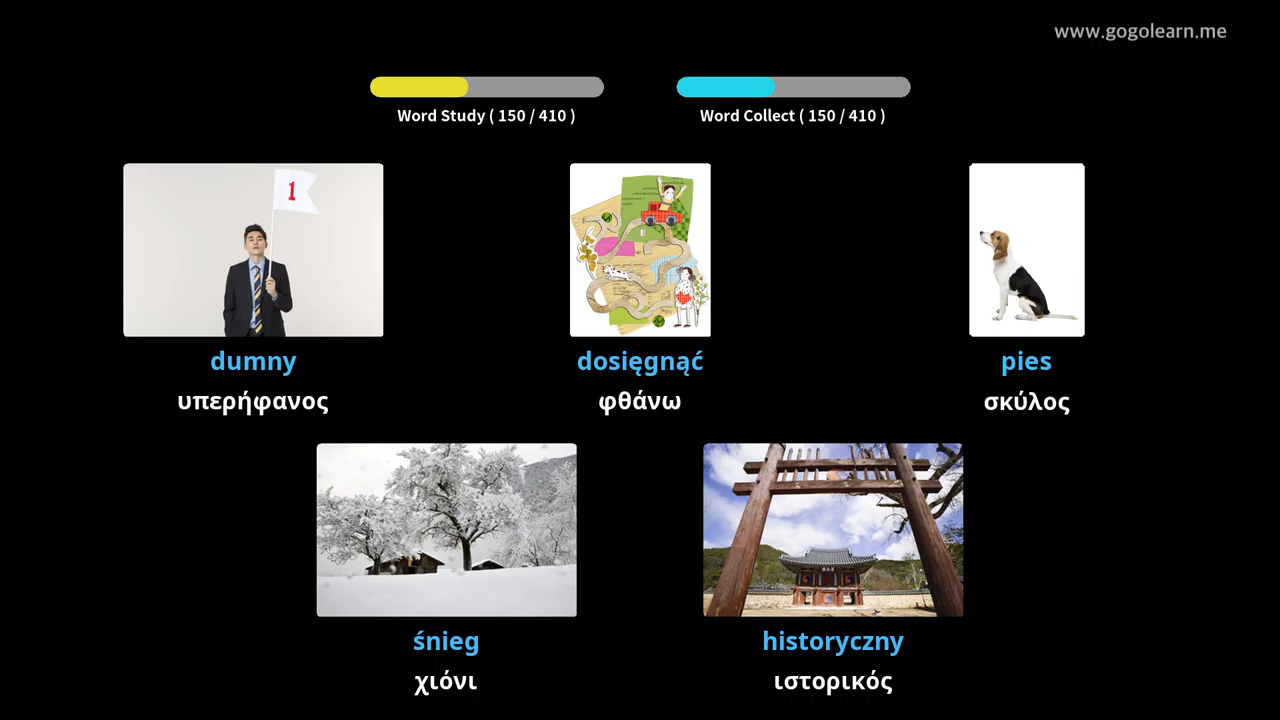 www.gogolearn.me
Word Study ( 150 / 410 )
Word Collect ( 150 / 410 )
1
dumny
υπερήφανος
dosięgnąć
φθάνω
pies
σκύλος
śnieg
χιόνι
historyczny
ιστορικός